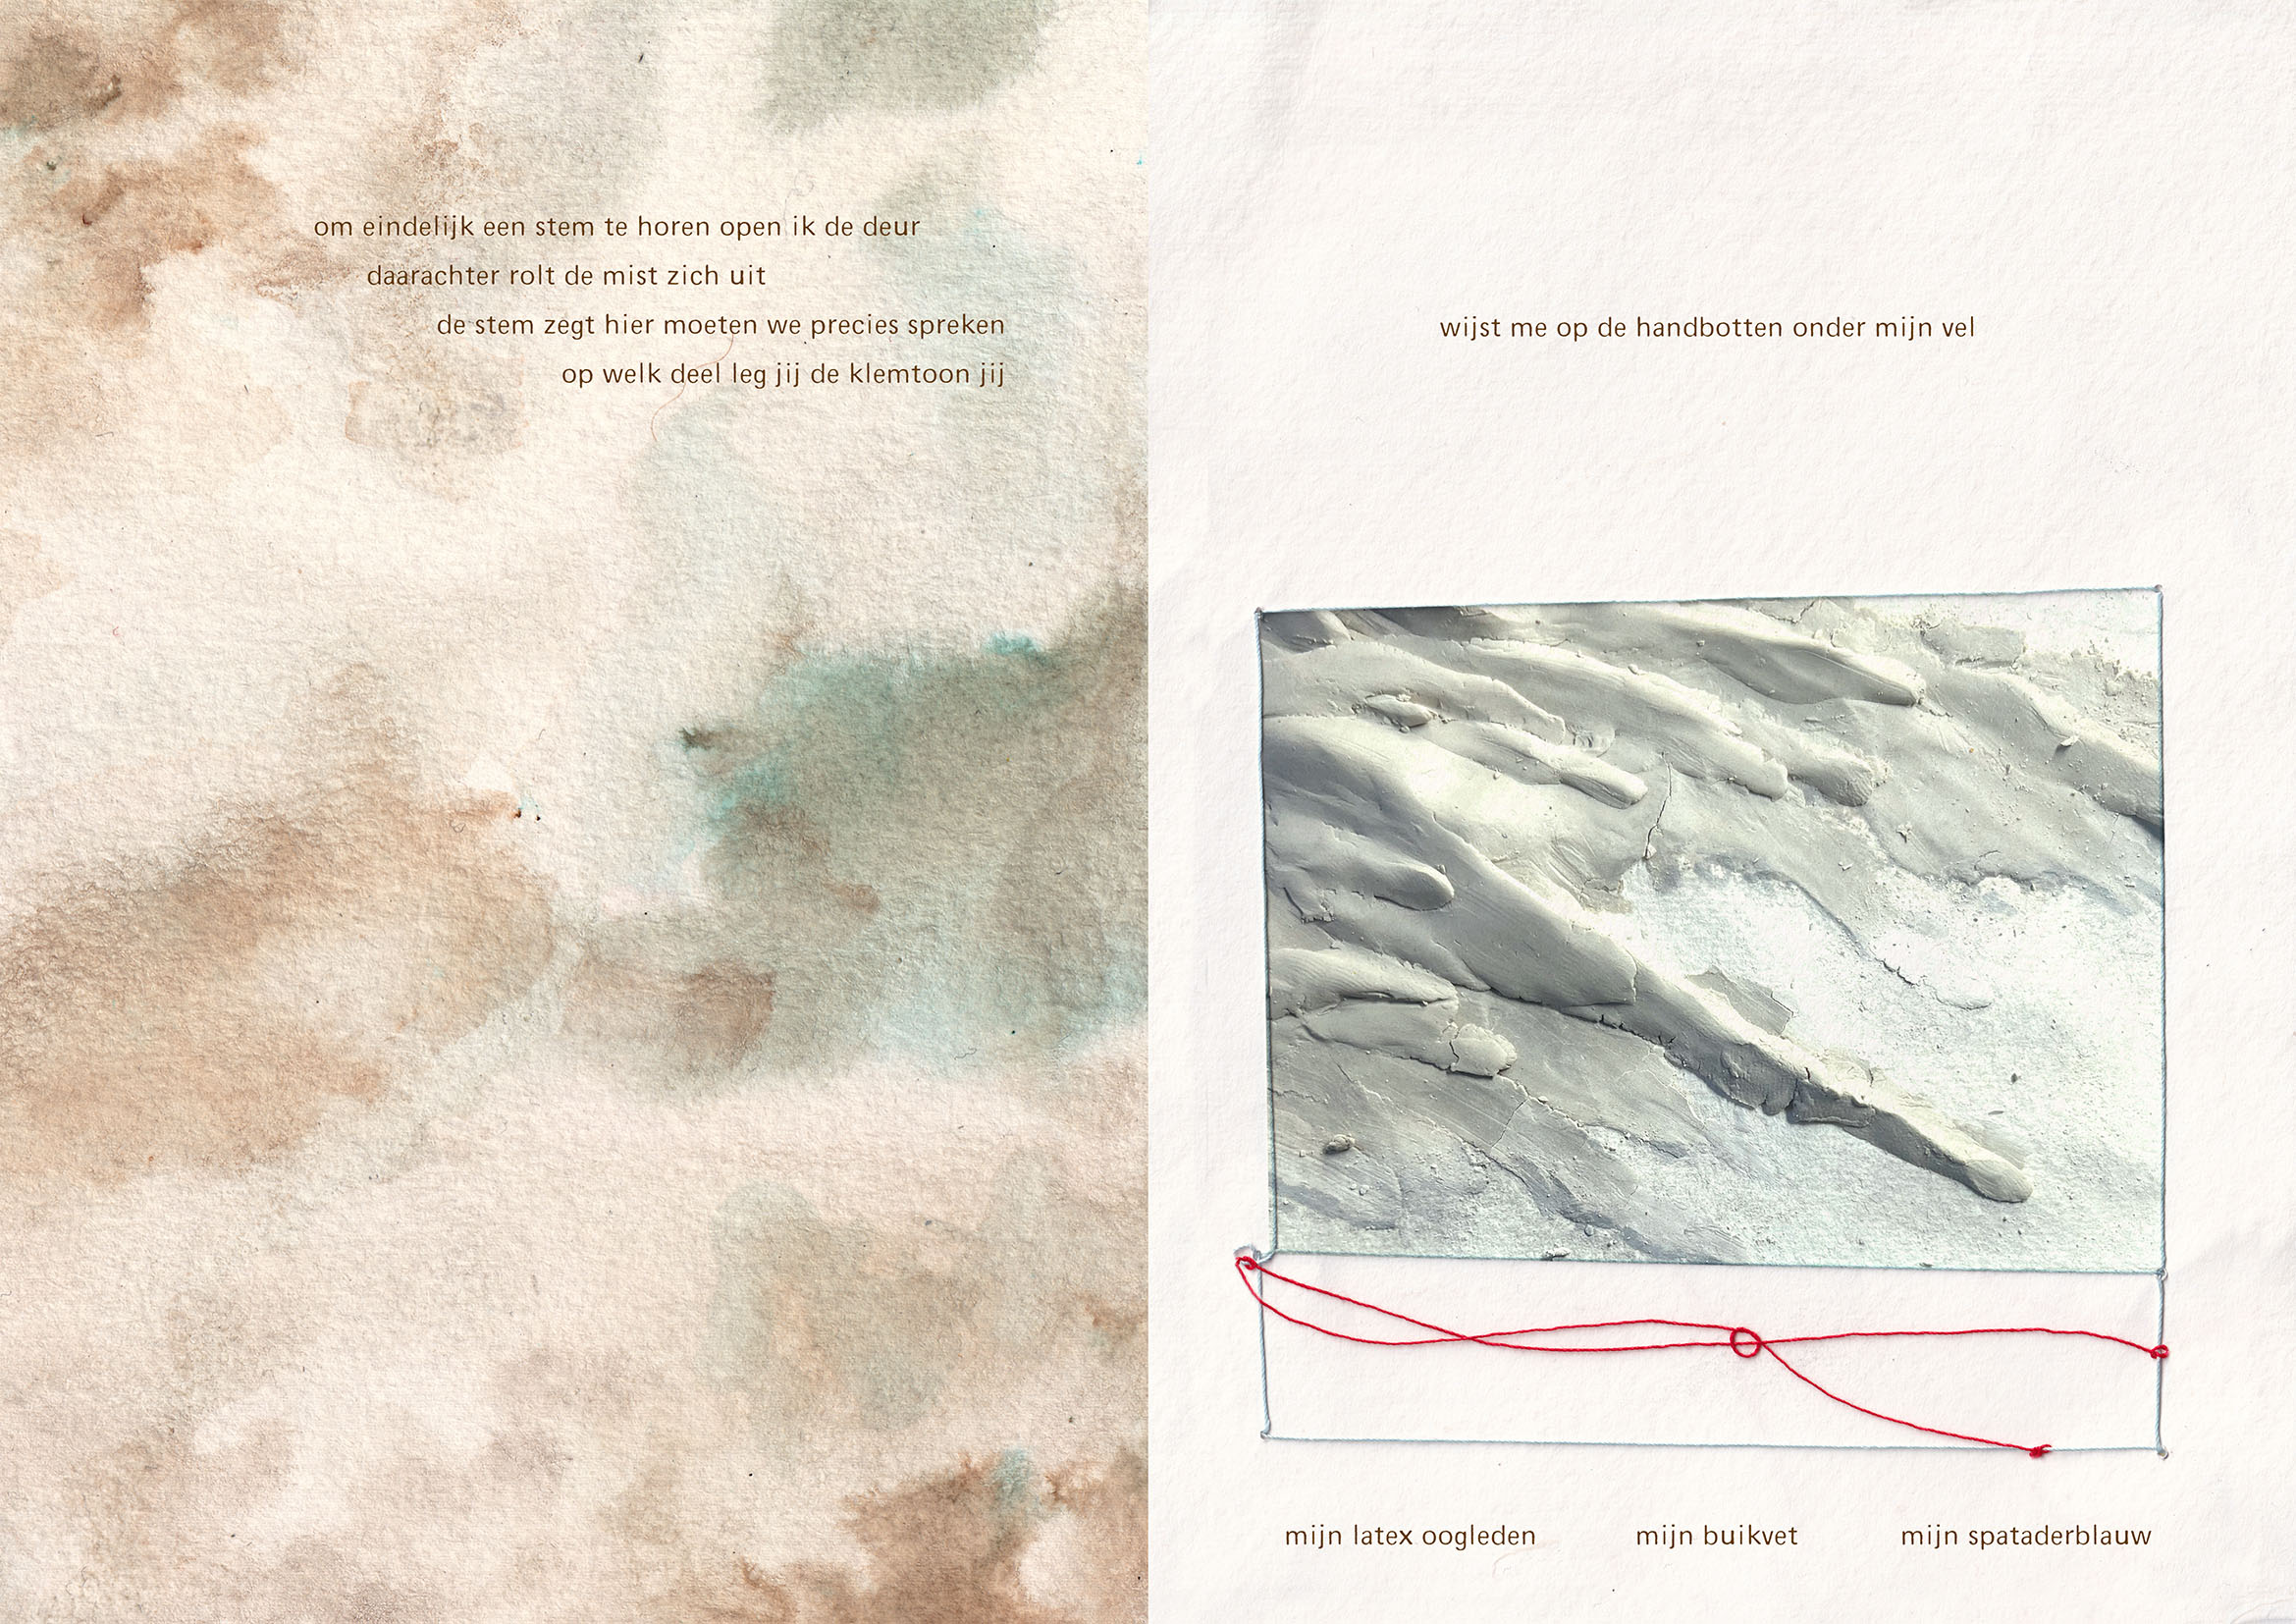 om eindelijk een stem te horen open ik de deur
daarachter rolt de mist zich uit
de stem zegt hier moeten we precies spreken
op welk deel leg jij de klemtoon jij
wijst me op de handbotten onder mijn vel
mijn latex oogleden mijn buikvet mijn spataderblauw